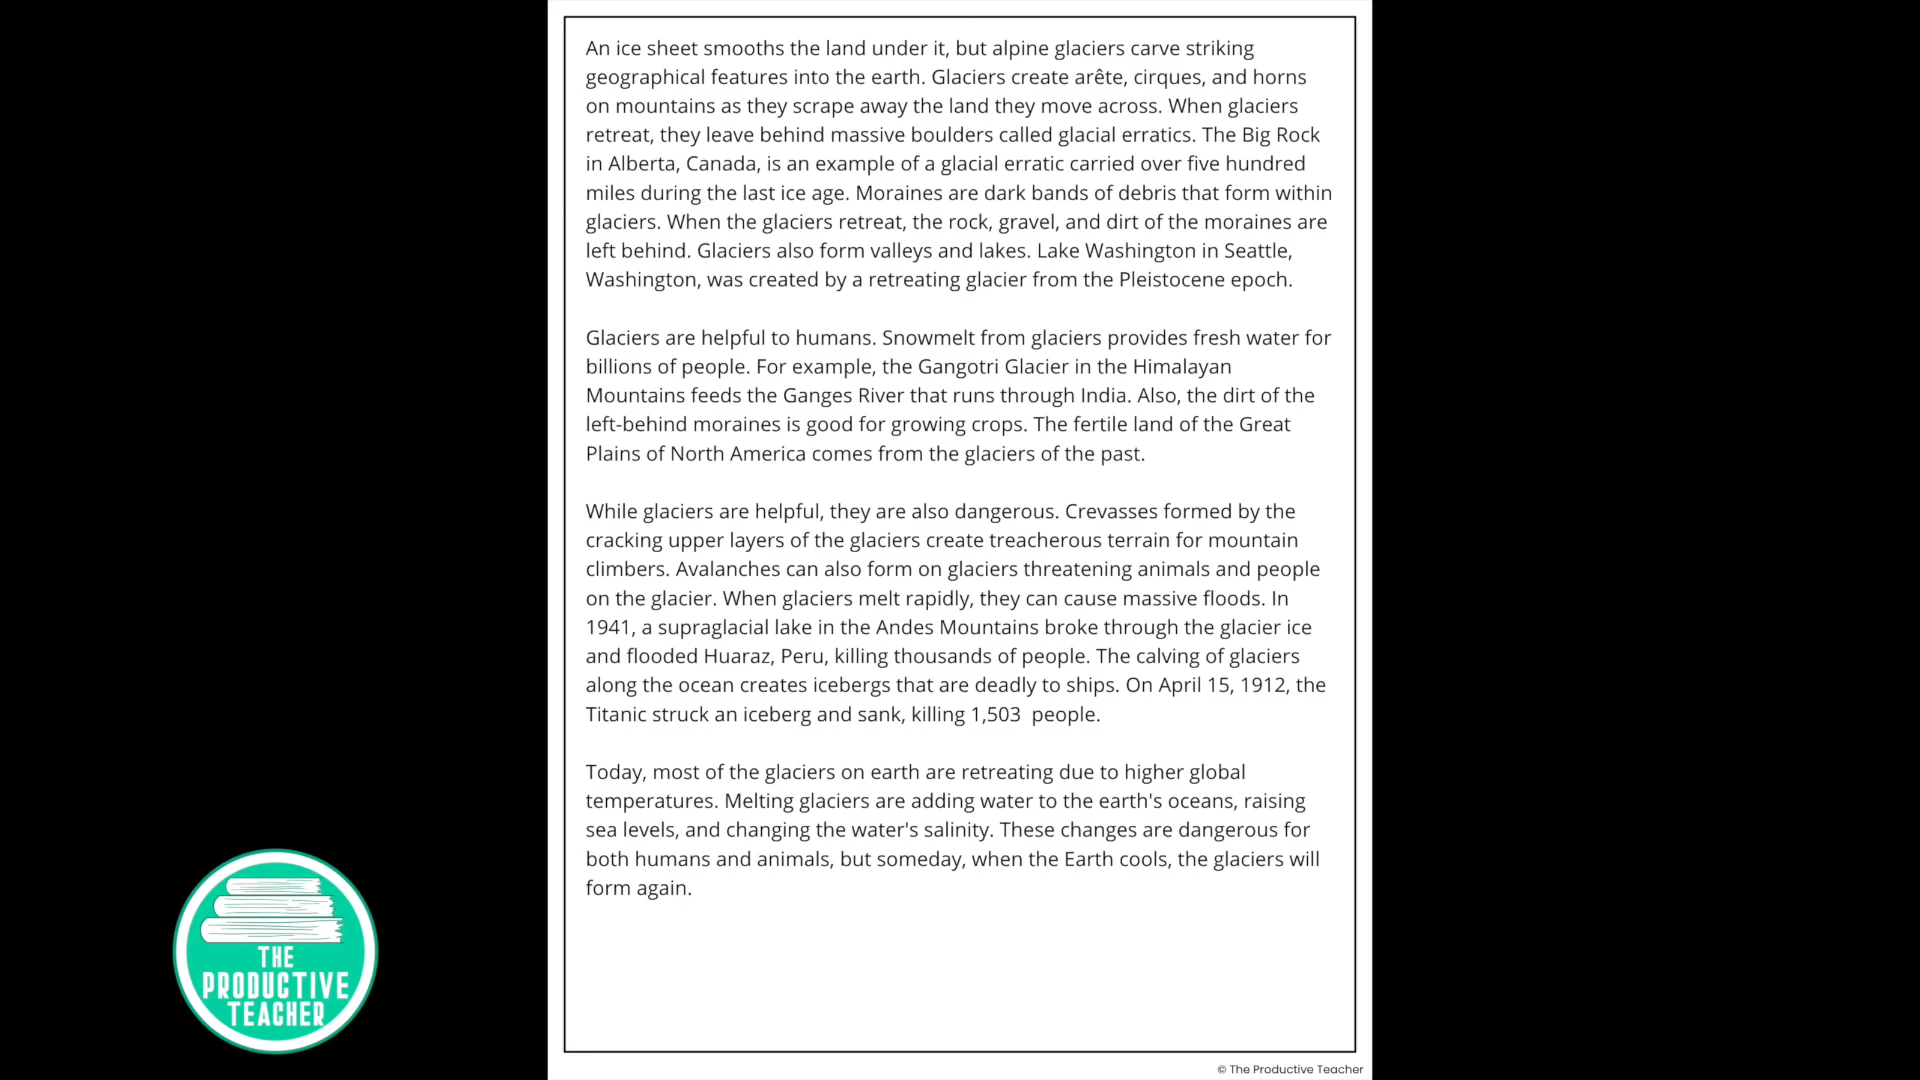 An ice sheet smooths the land under it, but alpine glaciers carve striking
geographical features into the earth. Glaciers create arête, cirques, and horns
on mountains as they scrape away the land they move across. When glaciers
retreat, they leave behind massive boulders called glacial erratics. The Big Rock
in Alberta, Canada, is an example of a glacial erratic carried over five hundred
miles during the last ice age. Moraines are dark bands of debris that form within
glaciers. When the glaciers retreat, the rock, gravel, and dirt of the moraines are
left behind. Glaciers also form valleys and lakes. Lake Washington in Seattle,
Washington, was created by a retreating glacier from the Pleistocene epoch.
Glaciers are helpful to humans. Snowmelt from glaciers provides fresh water for
billions of people. For example, the Gangotri Glacier in the Himalayan
Mountains feeds the Ganges River that runs through India. Also, the dirt of the
left-behind moraines is good for growing crops. The fertile land of the Great
Plains of North America comes from the glaciers of the past.
While glaciers are helpful, they are also dangerous. Crevasses formed by the
cracking upper layers of the glaciers create treacherous terrain for mountain
climbers. Avalanches can also form on glaciers threatening animals and people
on the glacier. When glaciers melt rapidly, they can cause massive floods. In
1941, a supraglacial lake in the Andes Mountains broke through the glacier ice
and flooded Huaraz, Peru, killing thousands of people. The calving of glaciers
along the ocean creates icebergs that are deadly to ships. On April 15, 1912, the
Titanic struck an iceberg and sank, killing 1,503  people.
Today, most of the glaciers on earth are retreating due to higher global
temperatures. Melting glaciers are adding water to the earth's oceans, raising
sea levels, and changing the water's salinity. These changes are dangerous for
both humans and animals, but someday, when the Earth cools, the glaciers will
form again.
THE
PRODUCTIVE
TEACHER
© The Productive Teacher